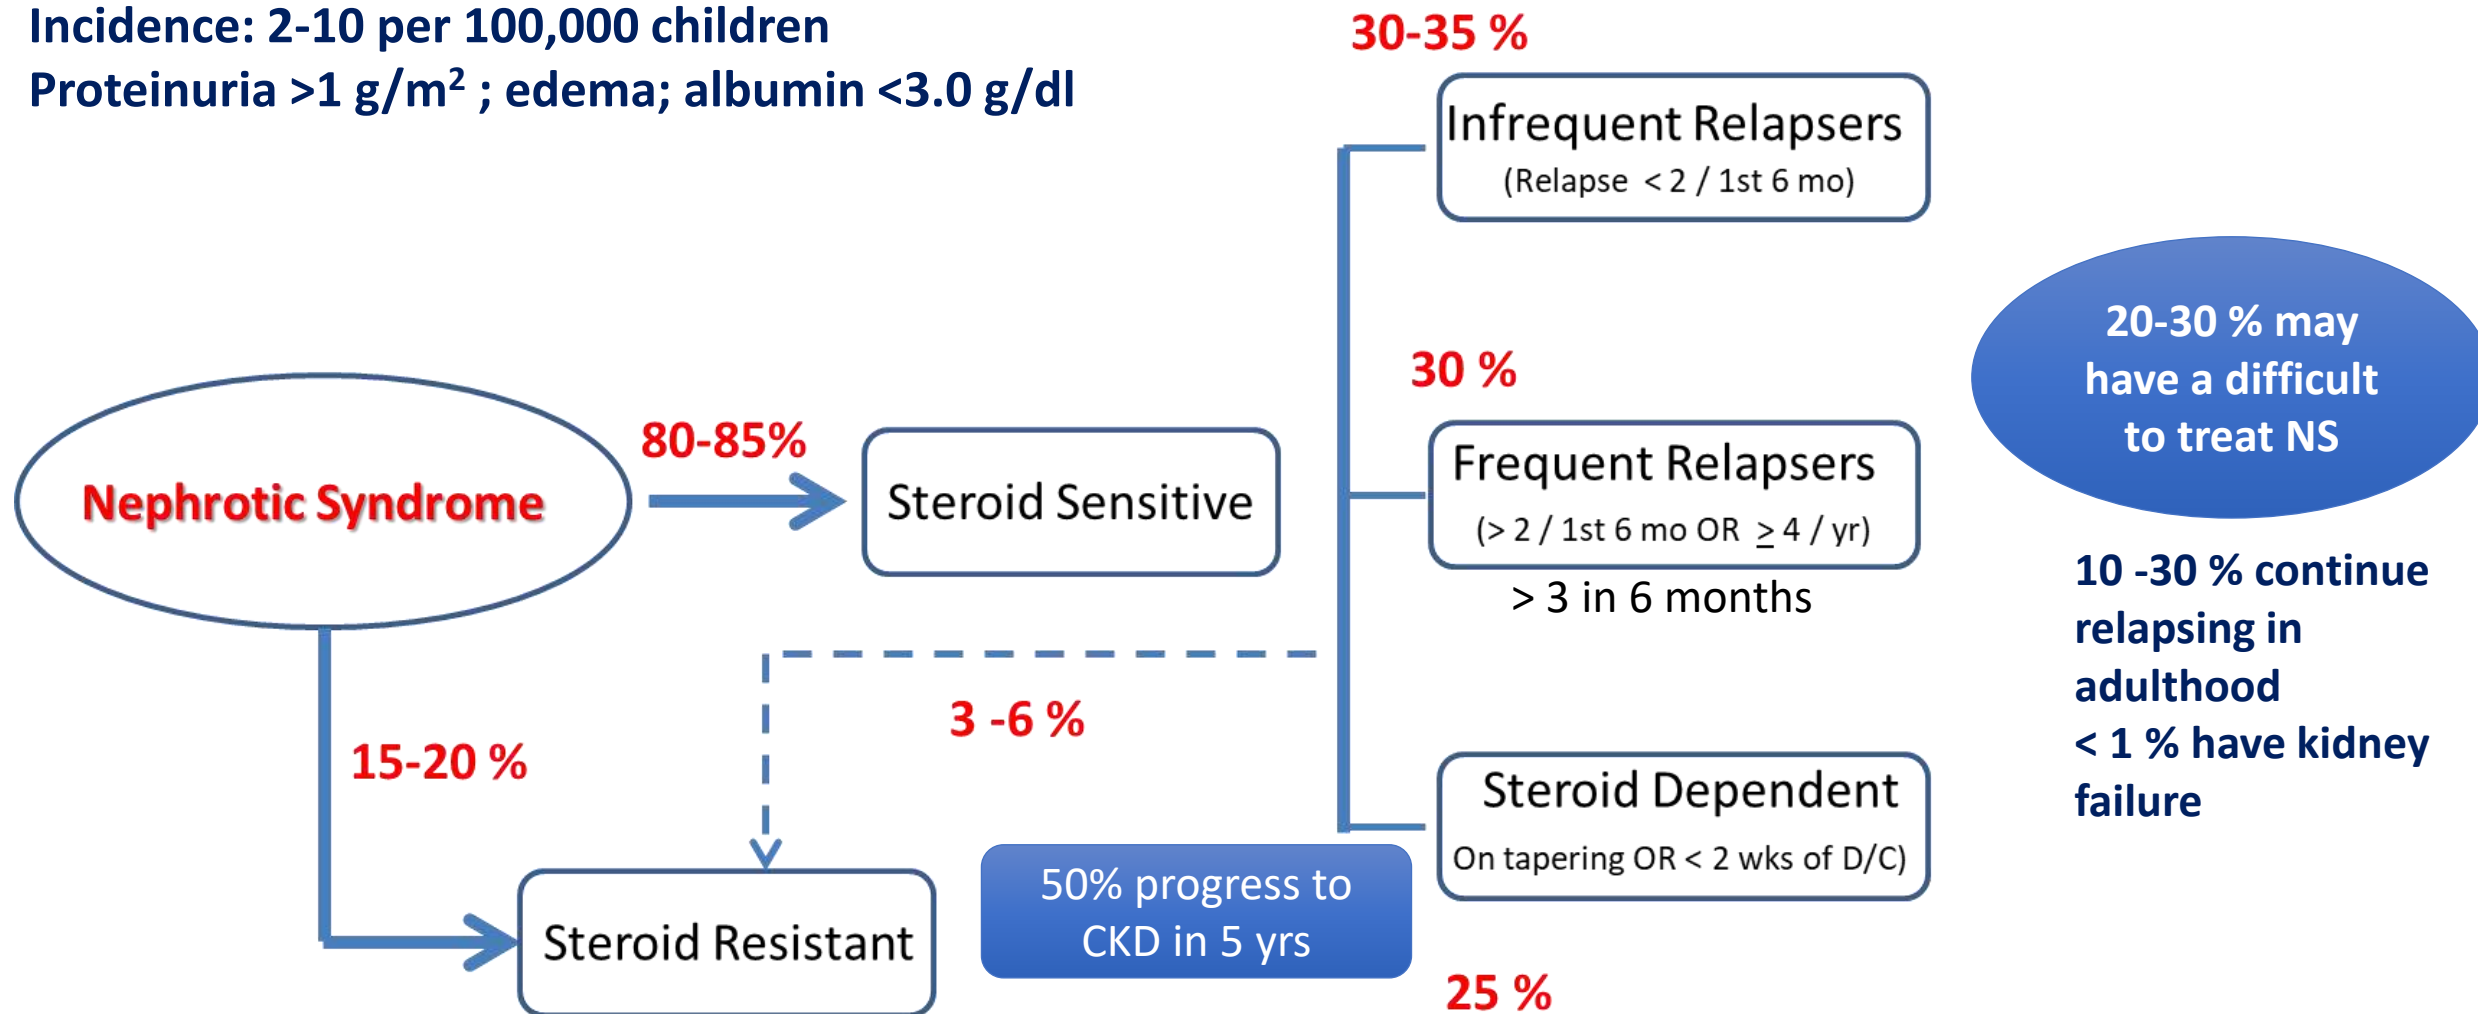 Incidence: 2-10 per 100,000 children
Proteinuria >1 g/m² ; edema; albumin <3.0 g/dl
30-35 %
Infrequent Relapsers
(Relapse < 2 / 1st 6 mo)
20-30 % may
have a difficult
to treat NS
30 %
Frequent Relapsers
(> 2 / 1st 6 mo OR ≥ 4 / yr)
> 3 in 6 months
80-85%
Nephrotic Syndrome
Steroid Sensitive
10 -30 % continue
relapsing in
adulthood
< 1 % have kidney
failure
3 -6 %
15-20 %
Steroid Dependent
On tapering OR < 2 wks of D/C)
50% progress to
CKD in 5 yrs
Steroid Resistant
25 %